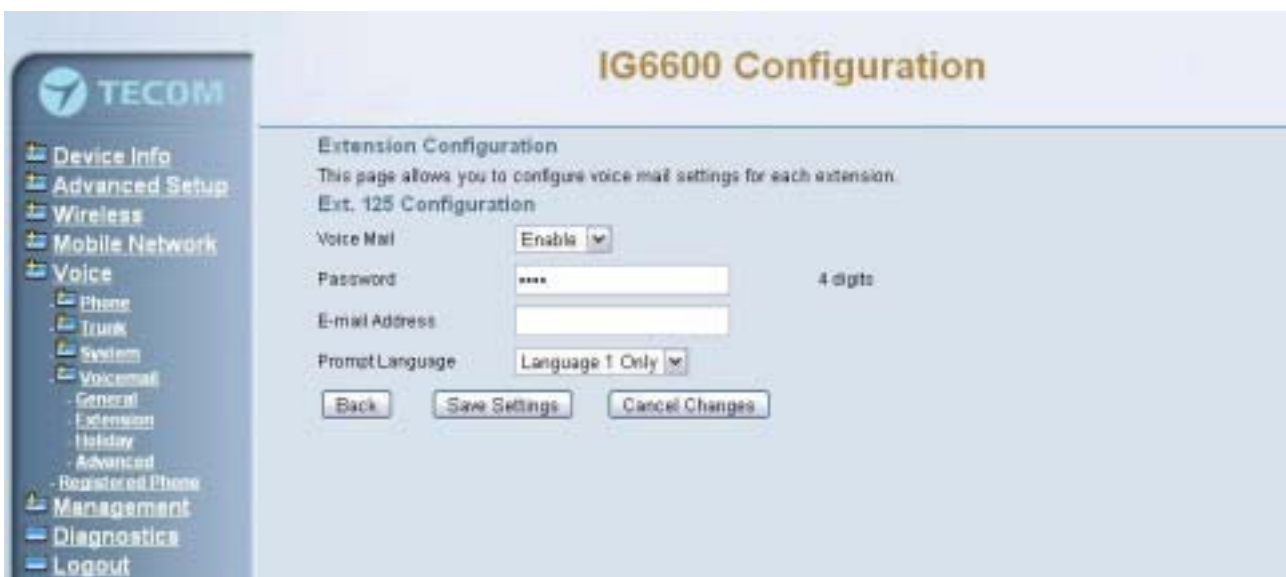 TECOM
IG6600 Configuration
Device Info
Advanced Setup
Wireless
Mobile Network
Voice
- Phone
- Trunk
- System
- Voicemail
- General
- Extension
- Holiday
- Advanced
- Registered Phone
Management
Diagnostics
Logout
Extension Configuration
This page allows you to configure voice mail settings for each extension.
Ext. 125 Configuration
Voice Mail Enable
Password •••• 4 digits
E-mail Address
Prompt Language Language 1 Only
Back Save Settings Cancel Changes